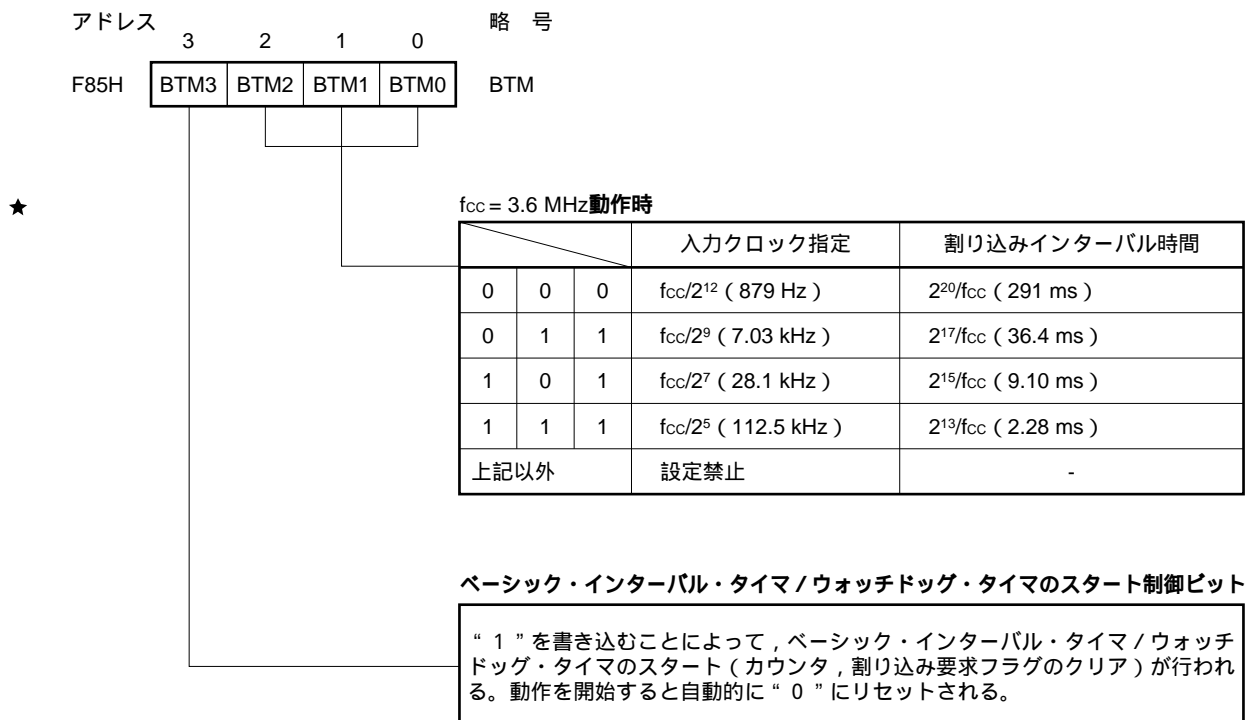 アドレス 略 号
3 2 1 0
F85H BTM3 BTM2 BTM1 BTM0 BTM
★
fcc = 3.6 MHz動作時
入力クロック指定 割り込みインターバル時間
0 0 0 fcc/2¹² ( 879 Hz ) 2²⁰/fcc ( 291 ms )
0 1 1 fcc/2⁹ ( 7.03 kHz ) 2¹⁷/fcc ( 36.4 ms )
1 0 1 fcc/2⁷ ( 28.1 kHz ) 2¹⁵/fcc ( 9.10 ms )
1 1 1 fcc/2⁵ ( 112.5 kHz ) 2¹³/fcc ( 2.28 ms )
上記以外 設定禁止 -
ベーシック・インターバル・タイマ / ウォッチドッグ・タイマのスタート制御ビット
“ 1 ”を書き込むことによって , ベーシック・インターバル・タイマ / ウォッチ
ドッグ・タイマのスタート ( カウンタ , 割り込み要求フラグのクリア ) が行われ
る。動作を開始すると自動的に“ 0 ”にリセットされる。